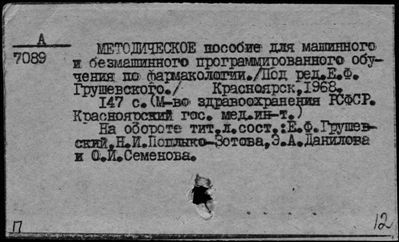 А
7089
МЕТОДИЧЕСКОЕ пособие для машинного
и безмашинного программированного обу-
чения по фармакологии./Под ред.Е.Ф.
Грушевского./ Красноярск,1968.
147 с.(М-во здравоохранения РСФСР.
Красноярский гос. мед.ин-т.)
На обороте тит.л.сост.:Е.Ф.Грушев-
ский,Н.И.Поплыко-Зотова,Э.А.Данилова
и О.И.Семенова.
П 12